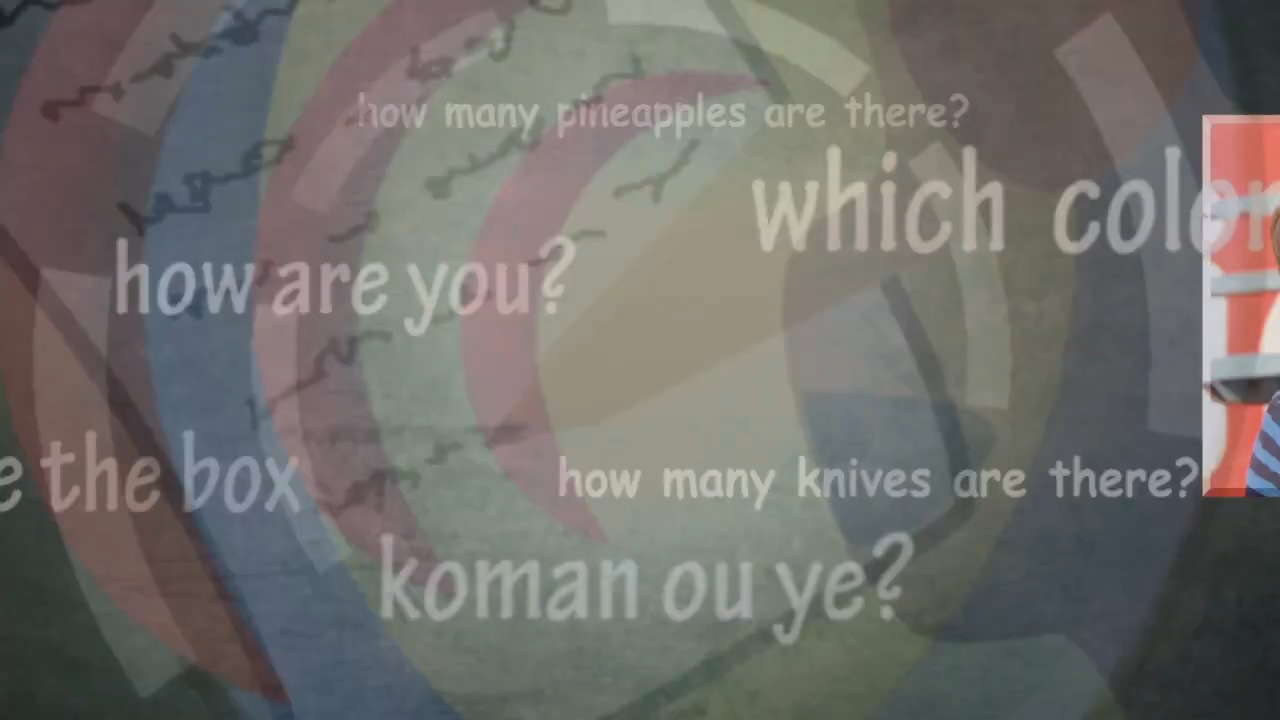 how many pineapples are there?
which color
how are you?
e the box
how many knives are there?
koman ou ye?